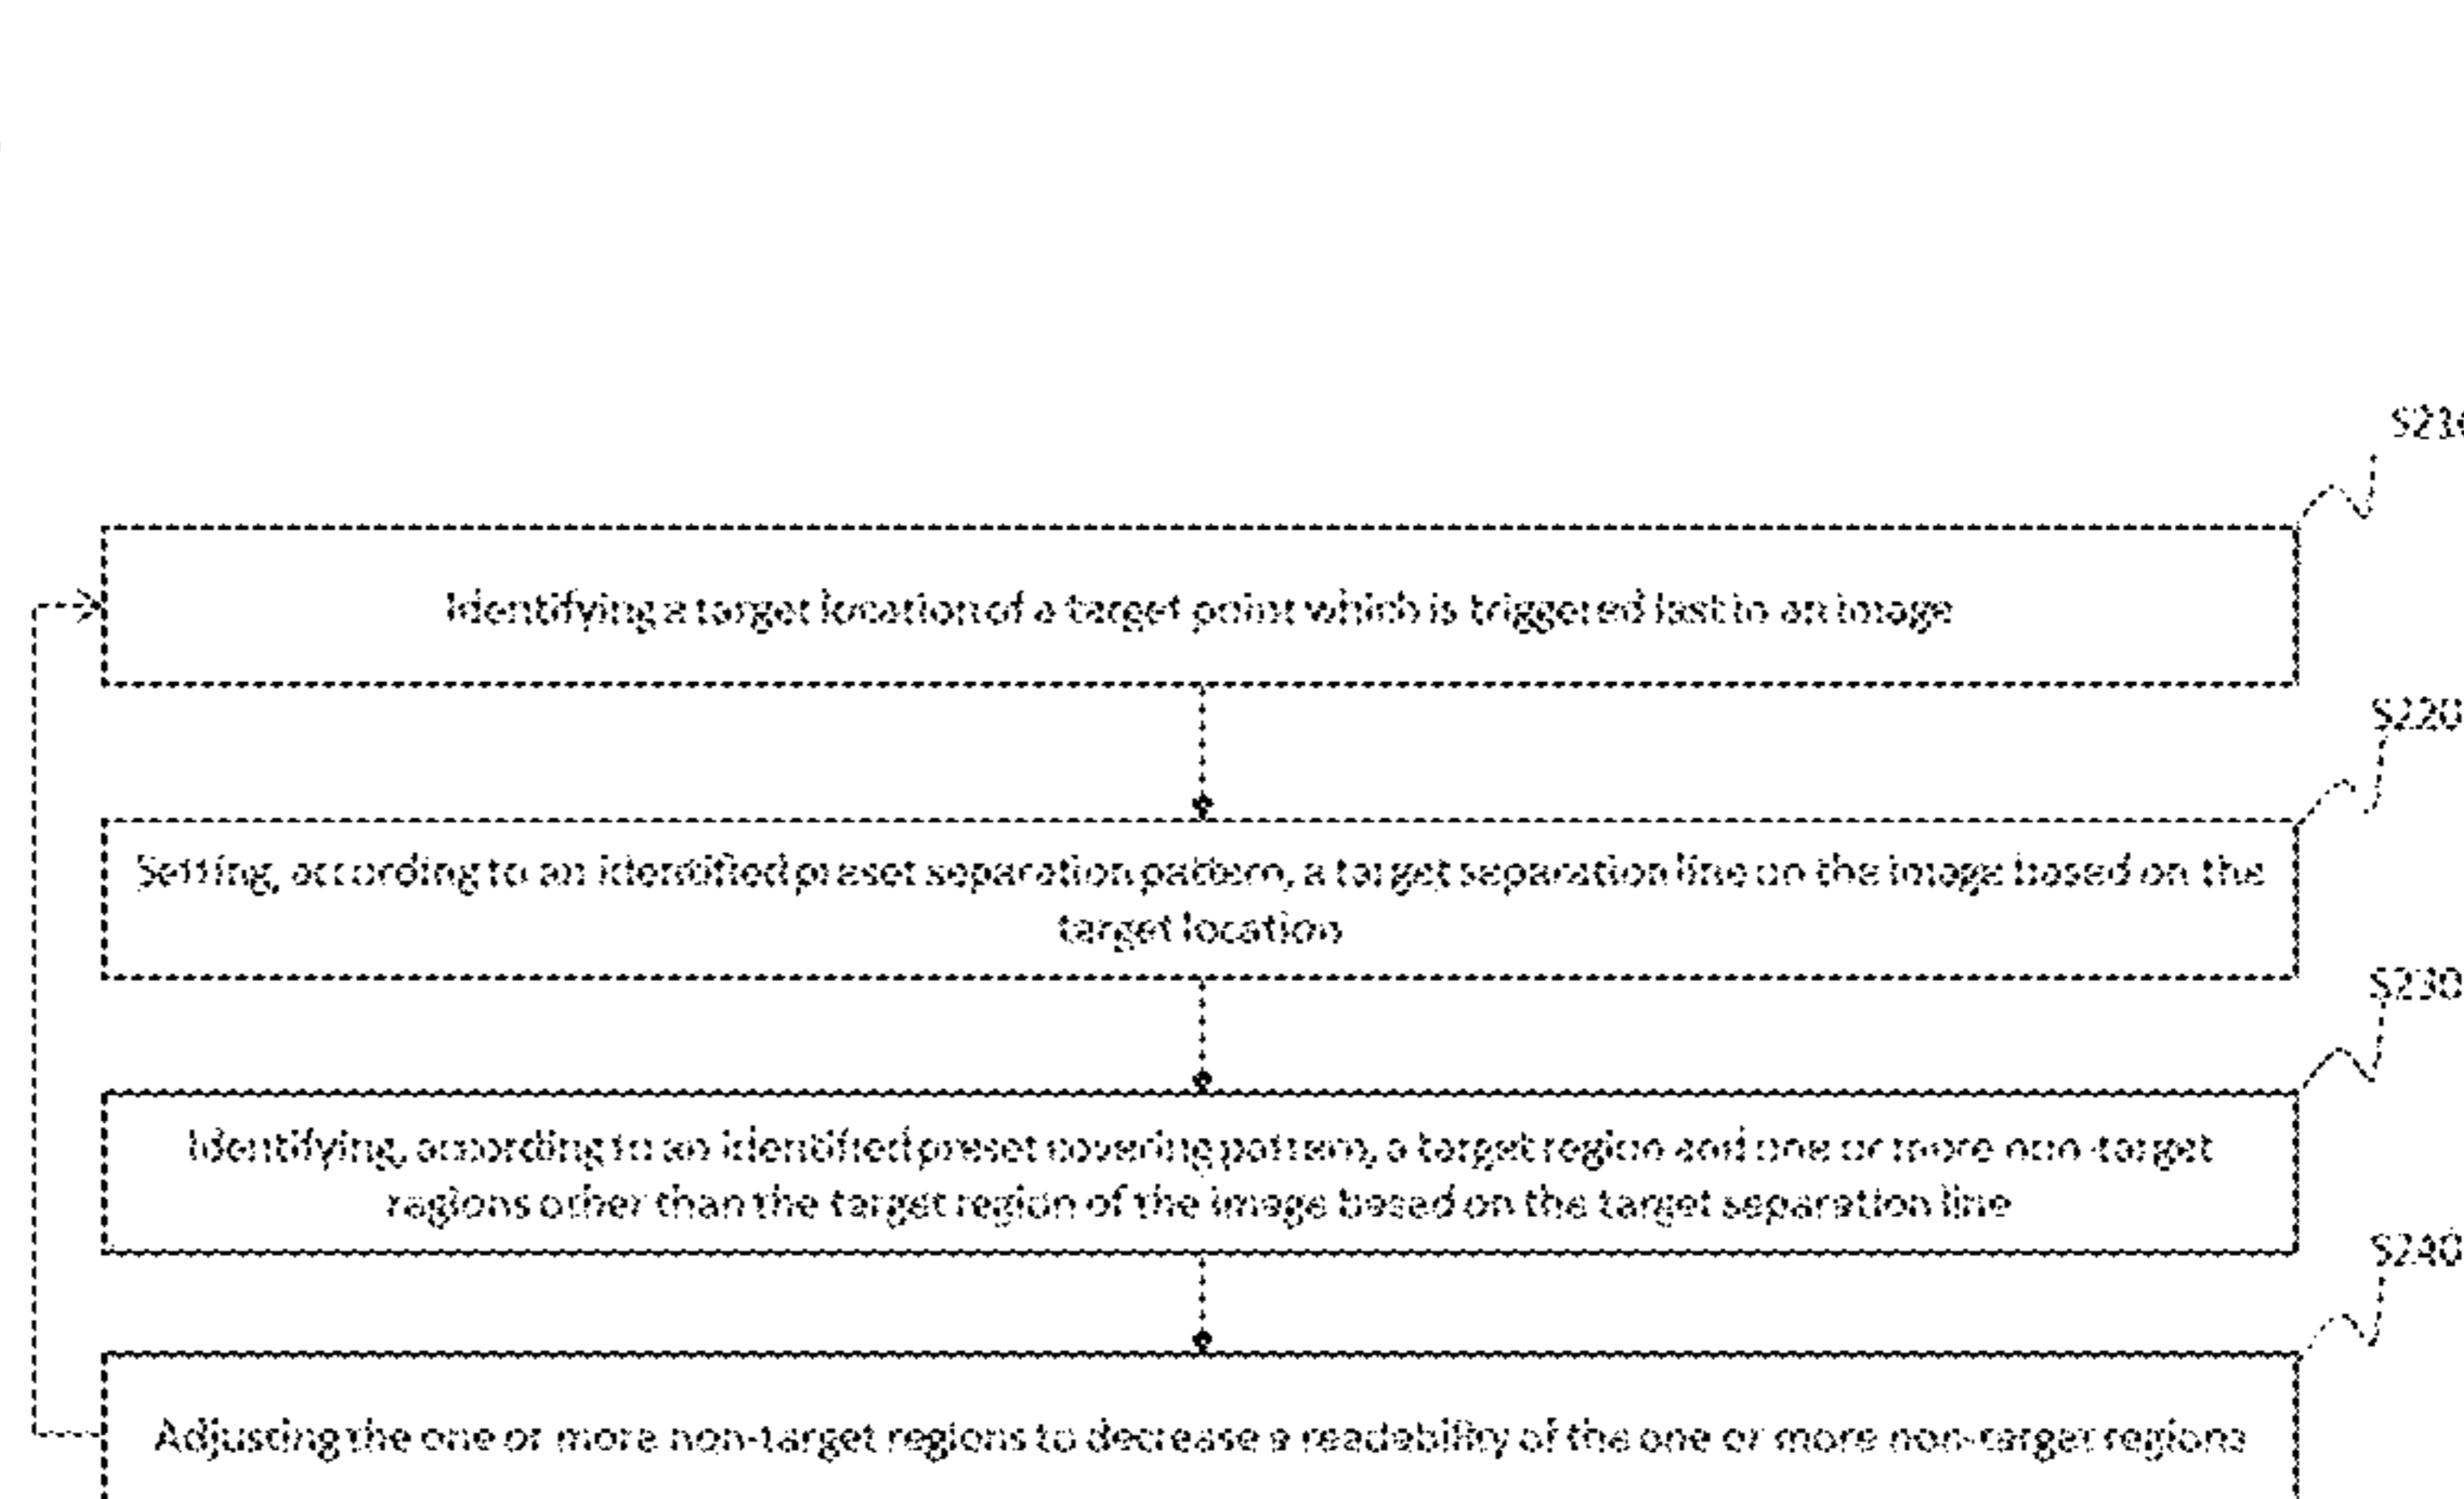 S210
Identifying a target location of a target point which is triggered last in an image
S220
Setting, according to an identified preset separation pattern, a target separation line on the image based on the
target location
S230
Identifying, according to an identified preset covering pattern, a target region and one or more non-target
regions other than the target region of the image based on the target separation line
S240
Adjusting the one or more non-target regions to decrease a readability of the one or more non-target regions